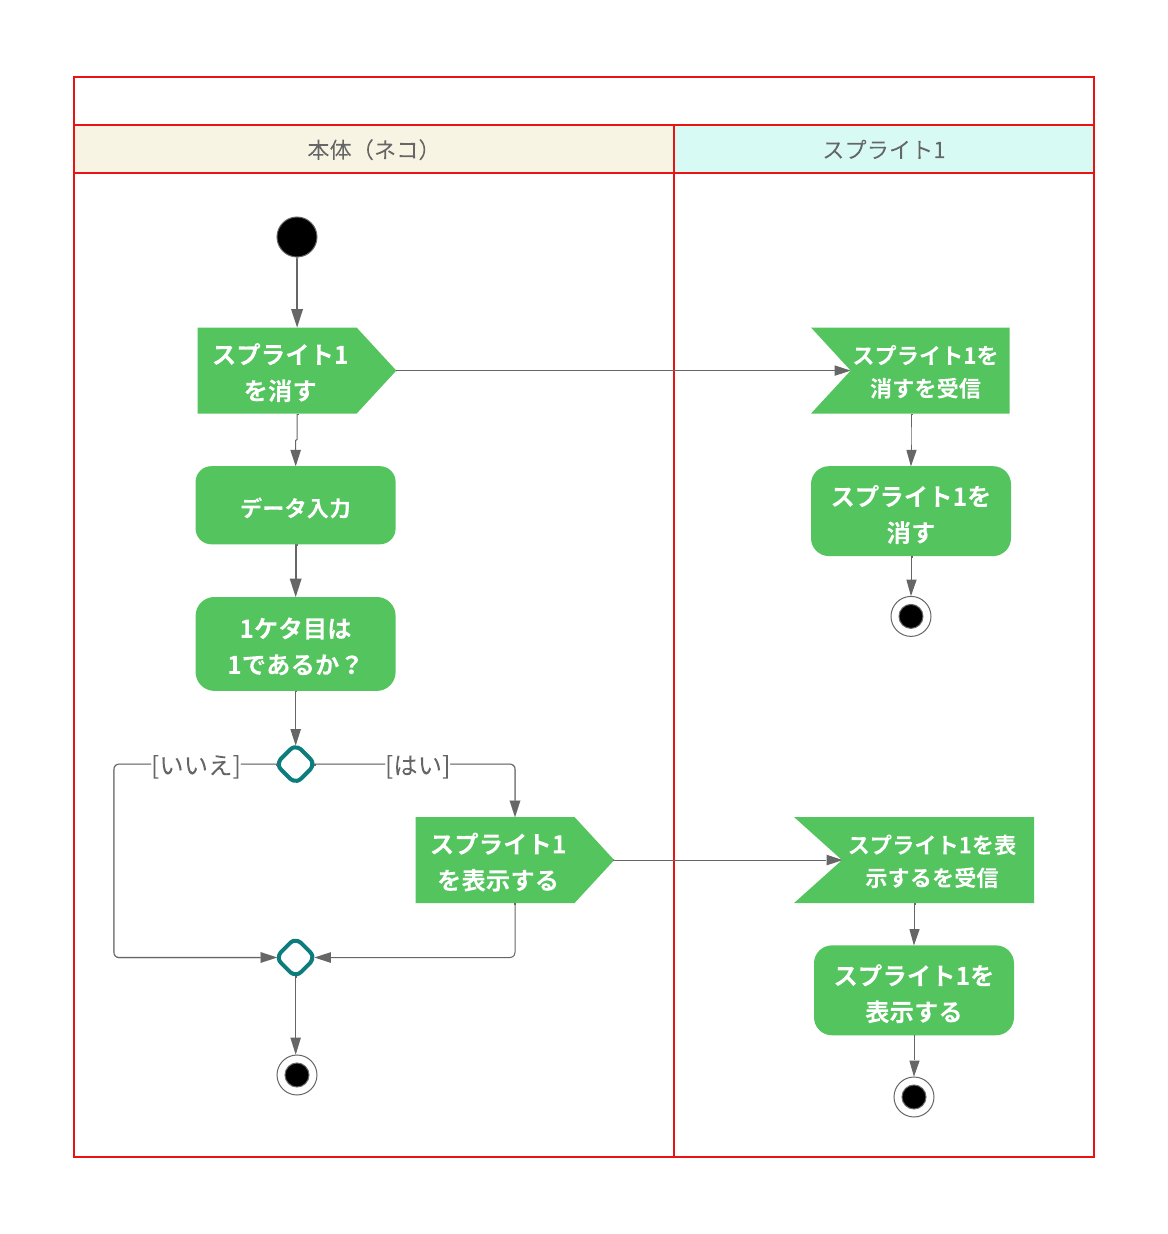 本体（ネコ）
スプライト1
スプライト1
を消す
スプライト1を
消すを受信
データ入力
スプライト1を
消す
1ケタ目は
1であるか？
[いいえ]
[はい]
スプライト1
を表示する
スプライト1を表
示するを受信
スプライト1を
表示する